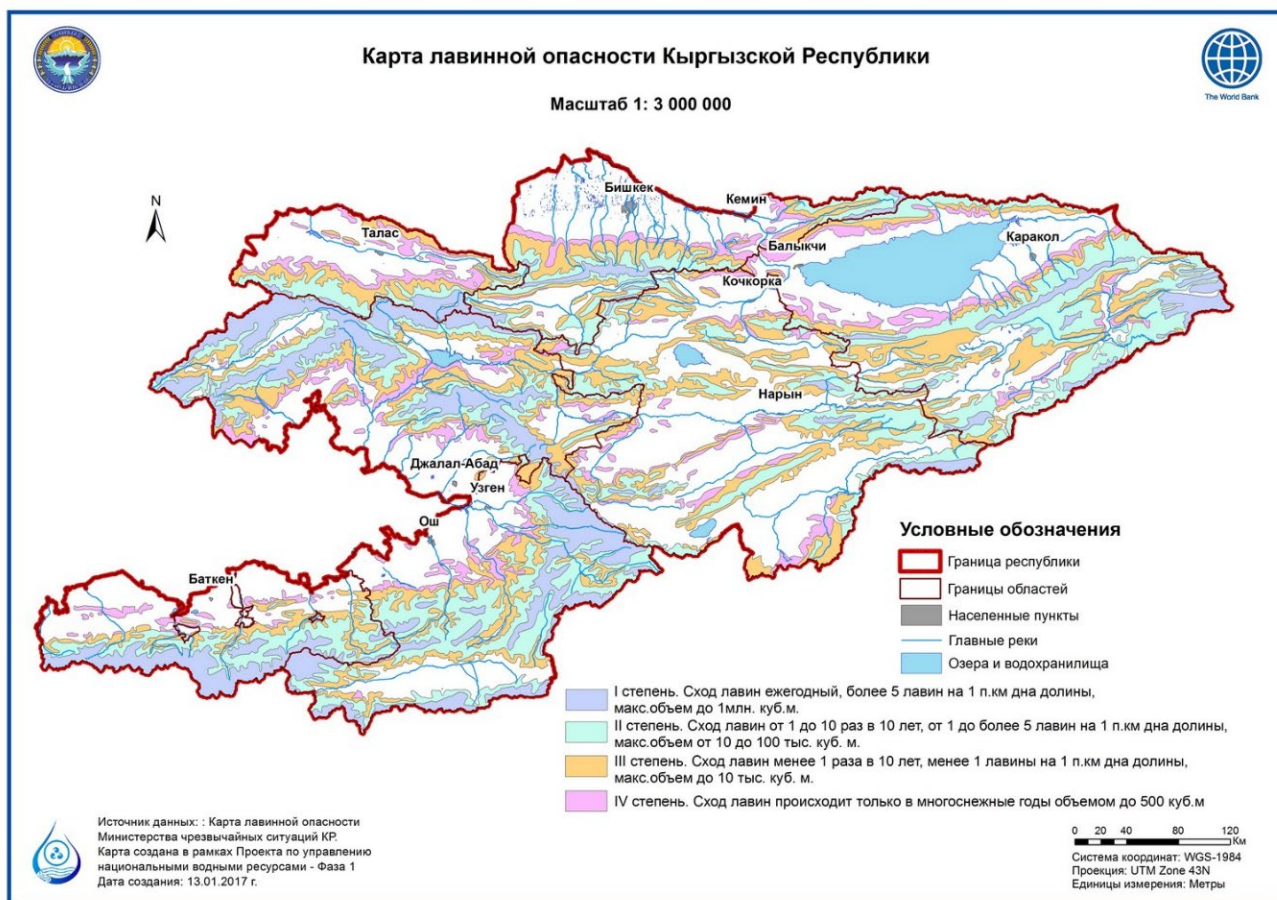 Карта лавинной опасности Кыргызской Республики
The World Bank
Масштаб 1: 3 000 000
N
Бишкек
Кемин
Талас
Балыкчи
Каракол
Кочкорка
Нарын
Джалал-Абад
Узген
Ош
Баткен
Условные обозначения
Граница республики
Границы областей
Населенные пункты
Главные реки
Озера и водохранилища
I степень. Сход лавин ежегодный, более 5 лавин на 1 п.км дна долины,
макс.объем до 1млн. куб.м.
II степень. Сход лавин от 1 до 10 раз в 10 лет, от 1 до более 5 лавин на 1 п.км дна долины,
макс.объем от 10 до 100 тыс. куб. м.
III степень. Сход лавин менее 1 раза в 10 лет, менее 1 лавины на 1 п.км дна долины,
макс.объем до 10 тыс. куб. м.
IV степень. Сход лавин происходит только в многоснежные годы объемом до 500 куб.м
Источник данных: : Карта лавинной опасности
Министерства чрезвычайных ситуаций КР.
Карта создана в рамках Проекта по управлению
национальными водными ресурсами - Фаза 1
Дата создания: 13.01.2017 г.
0 20 40 80 120
Км
Система координат: WGS-1984
Проекция: UTM Zone 43N
Единицы измерения: Метры